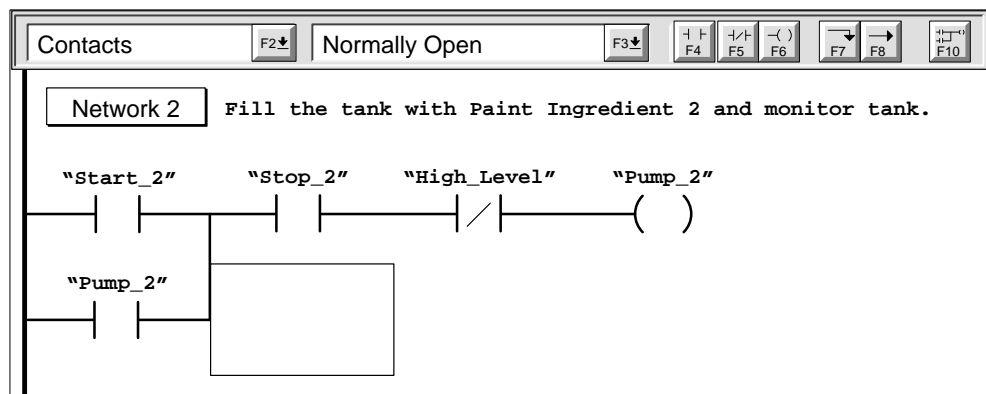 Contacts F2 Normally Open F3 F4 F5 F6 F7 F8 F10
Network 2 Fill the tank with Paint Ingredient 2 and monitor tank.
“Start_2” “Stop_2” “High_Level” “Pump_2”
“Pump_2”